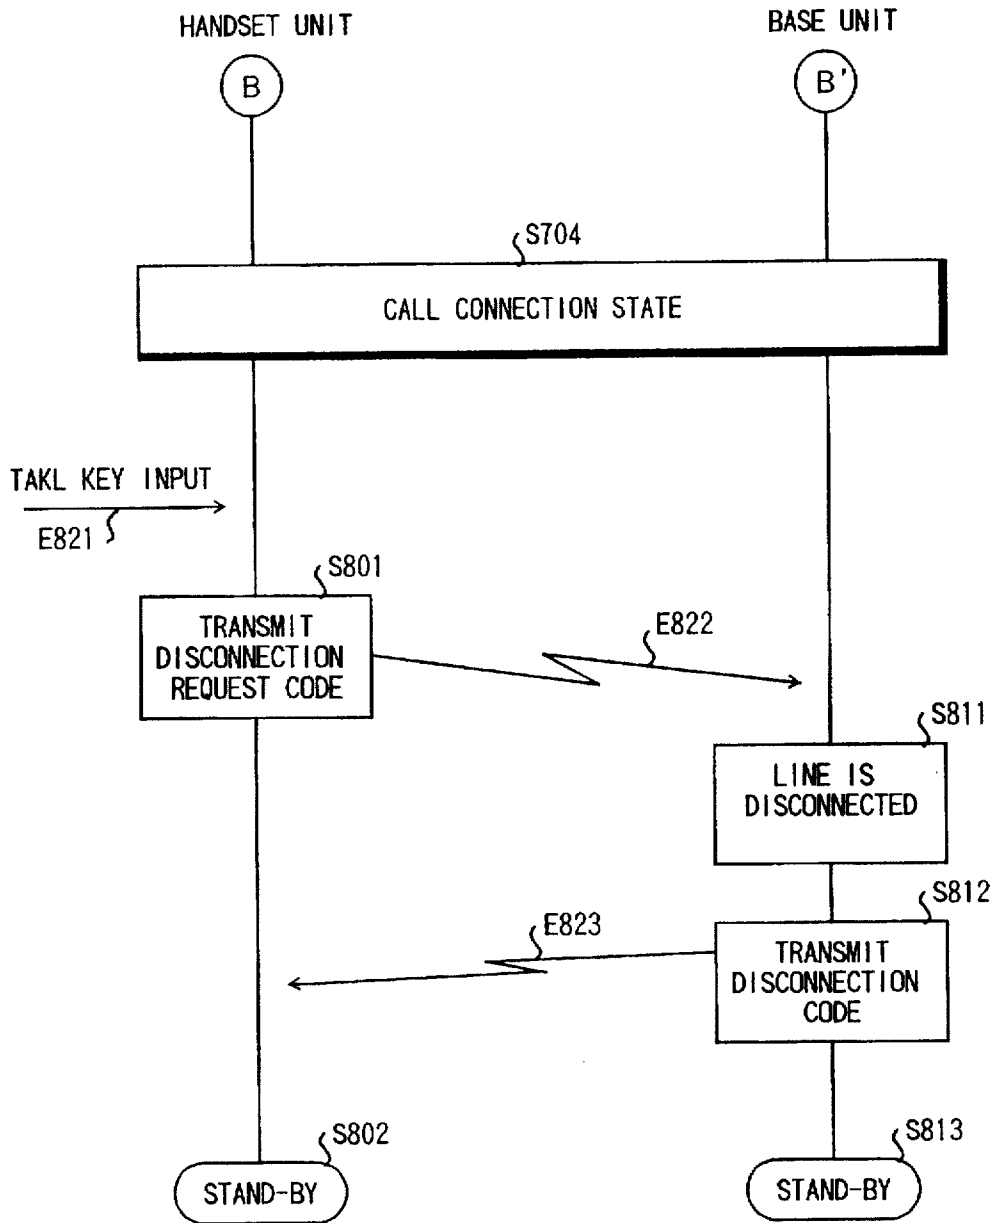 HANDSET UNIT
BASE UNIT
B
B'
S704
CALL CONNECTION STATE
TAKL KEY INPUT
E821
S801
TRANSMIT
DISCONNECTION
REQUEST CODE
E822
S811
LINE IS
DISCONNECTED
S812
E823
TRANSMIT
DISCONNECTION
CODE
S802
STAND-BY
S813
STAND-BY